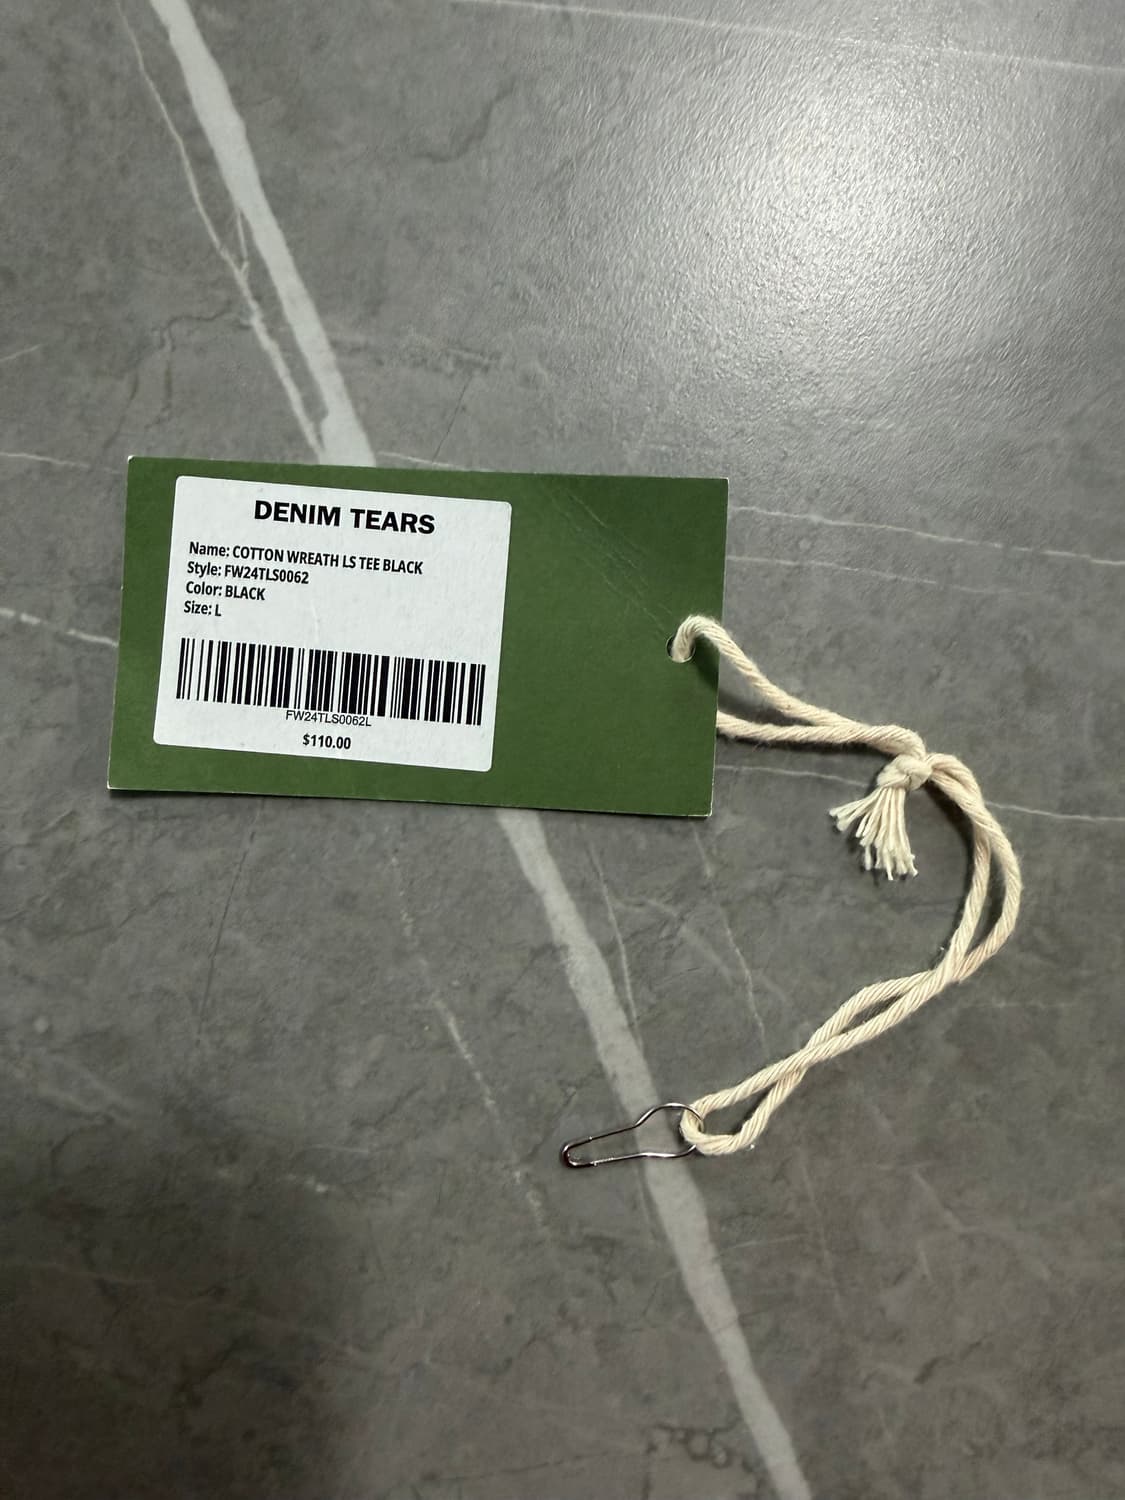 DENIM TEARS
Name: COTTON WREATH LS TEE BLACK
Style: FW24TLS0062
Color: BLACK
Size: L
FW24TLS0062L
$110.00